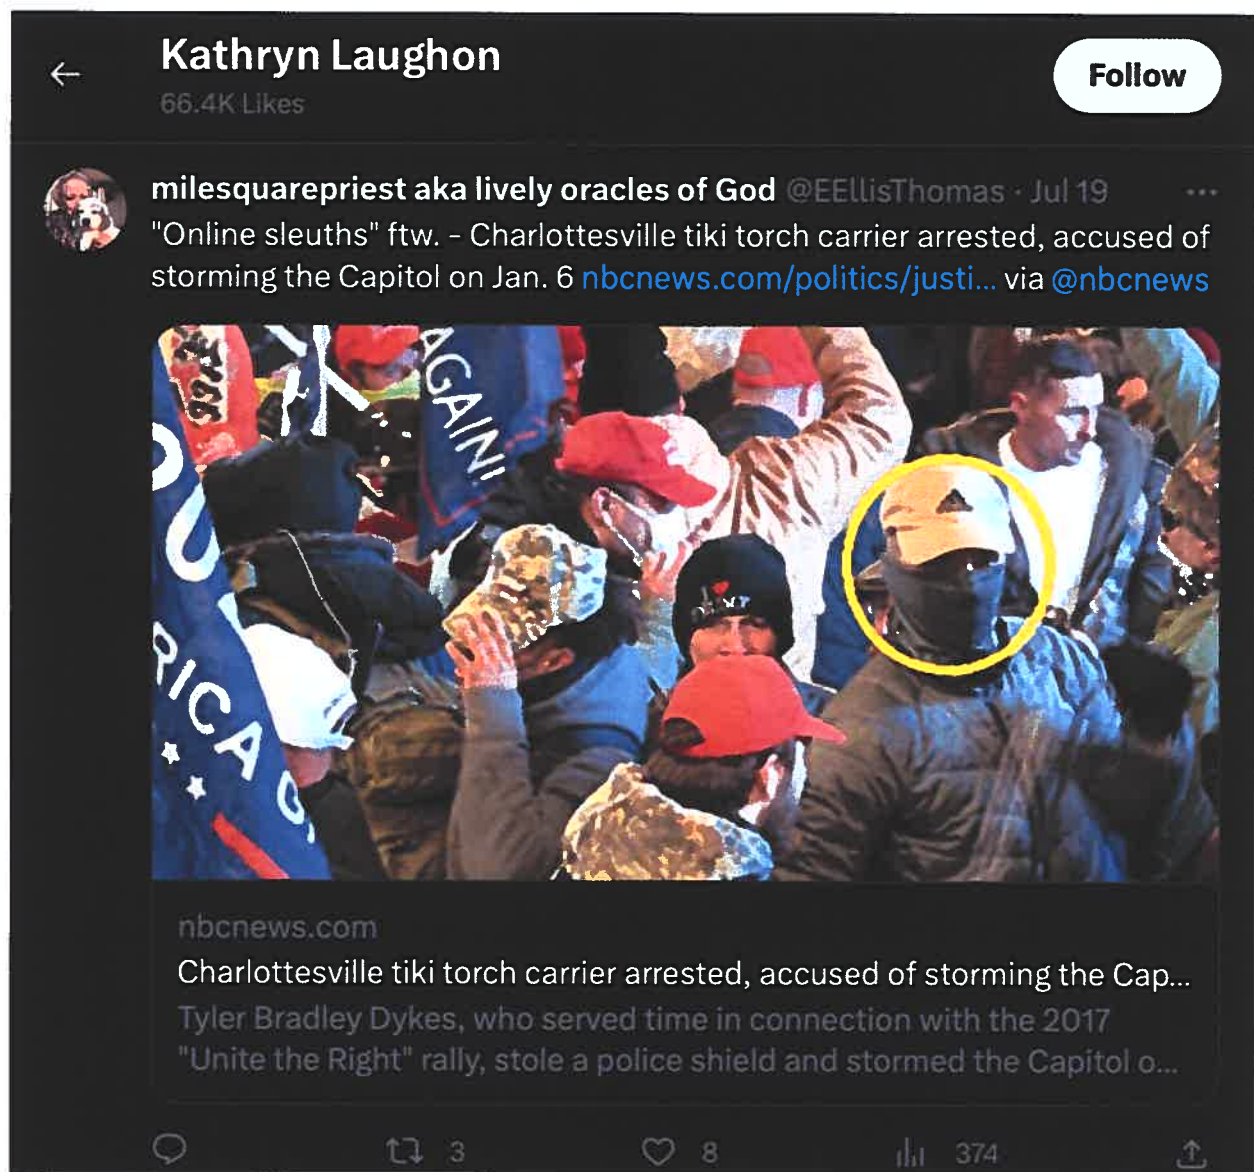 Kathryn Laughon
66.4K Likes
Follow
milesquarepriest aka lively oracles of God @EEllisThomas · Jul 19
"Online sleuths" ftw. - Charlottesville tiki torch carrier arrested, accused of
storming the Capitol on Jan. 6 nbcnews.com/politics/justi... via @nbcnews
AGAIN!
RICA
nbcnews.com
Charlottesville tiki torch carrier arrested, accused of storming the Cap...
Tyler Bradley Dykes, who served time in connection with the 2017
"Unite the Right" rally, stole a police shield and stormed the Capitol o...
3
8
374